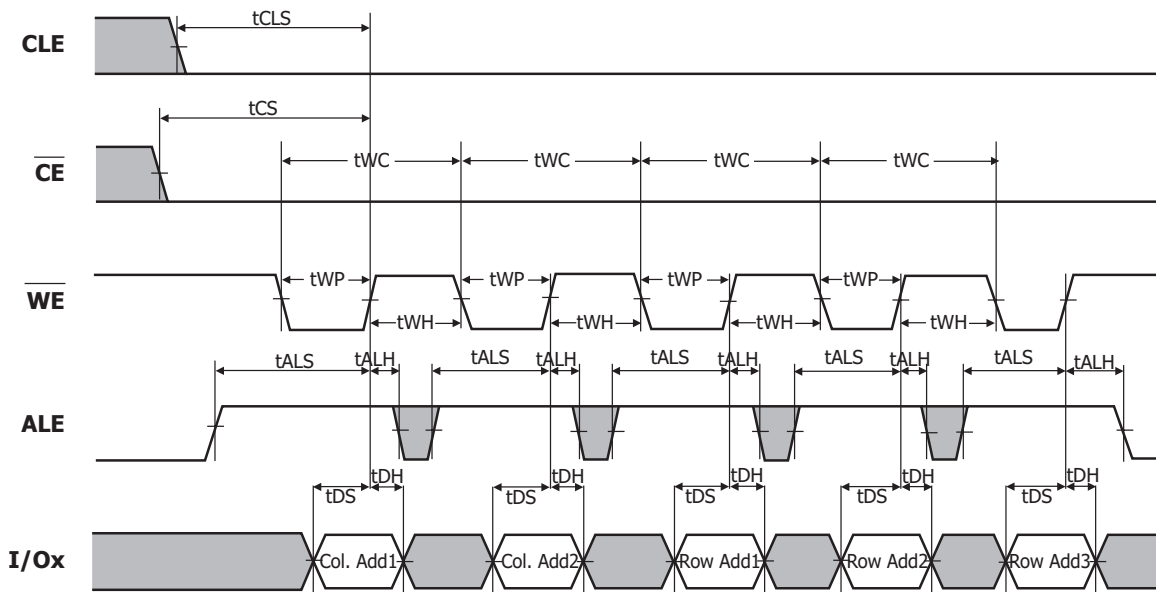 tCLS
CLE
tCS
tWC tWC tWC tWC
CE
tWP tWP tWP tWP
WE
tWH tWH tWH tWH
tALS tALH tALS tALH tALS tALH tALS tALH tALS tALH
ALE
tDS tDH tDS tDH tDS tDH tDS tDH tDS tDH
I/Ox Col. Add1 Col. Add2 Row Add1 Row Add2 Row Add3